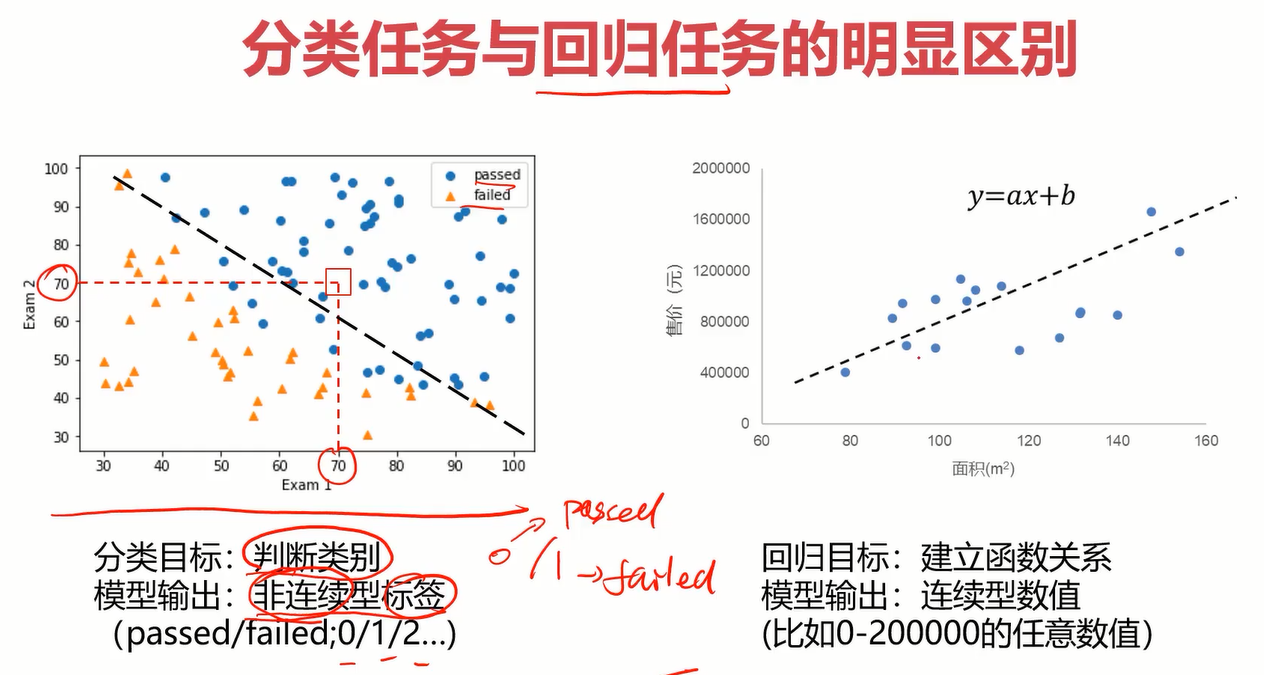 分类任务与回归任务的明显区别
passed
failed
100
90
80
70
60
50
40
30
Exam 2
30
40
50
60
70
80
90
100
Exam 1
2000000
1600000
1200000
800000
400000
0
售价（元）
y=ax+b
60
80
100
120
140
160
面积(m²)
passed
0/1→failed
分类目标：判断类别
模型输出：非连续型标签
（passed/failed;0/1/2…)
回归目标：建立函数关系
模型输出：连续型数值
(比如0-200000的任意数值）